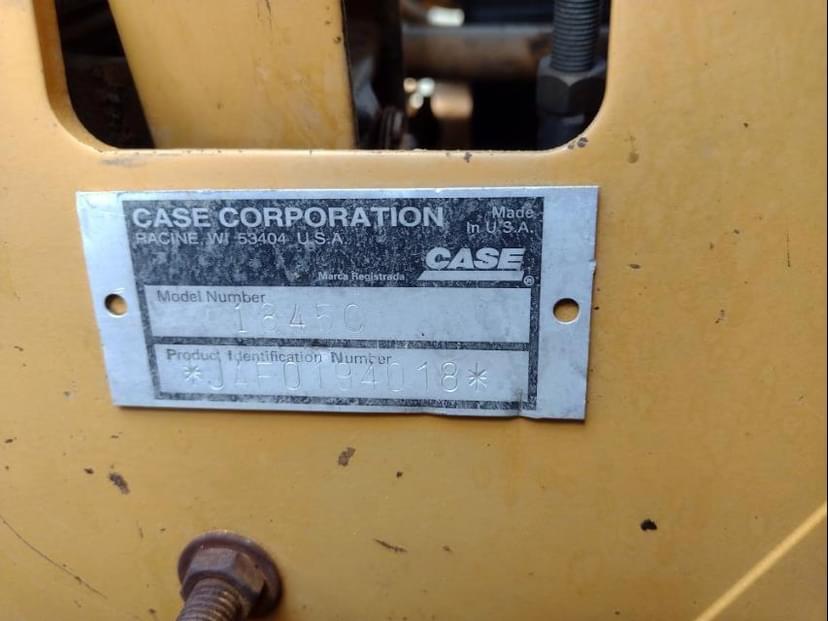 CASE CORPORATION
RACINE, WI 53404 U.S.A.
Made
In U.S.A.
CASE
®
Marca Registrada
Model Number
1845C
Product Identification Number
*JAF0194018*